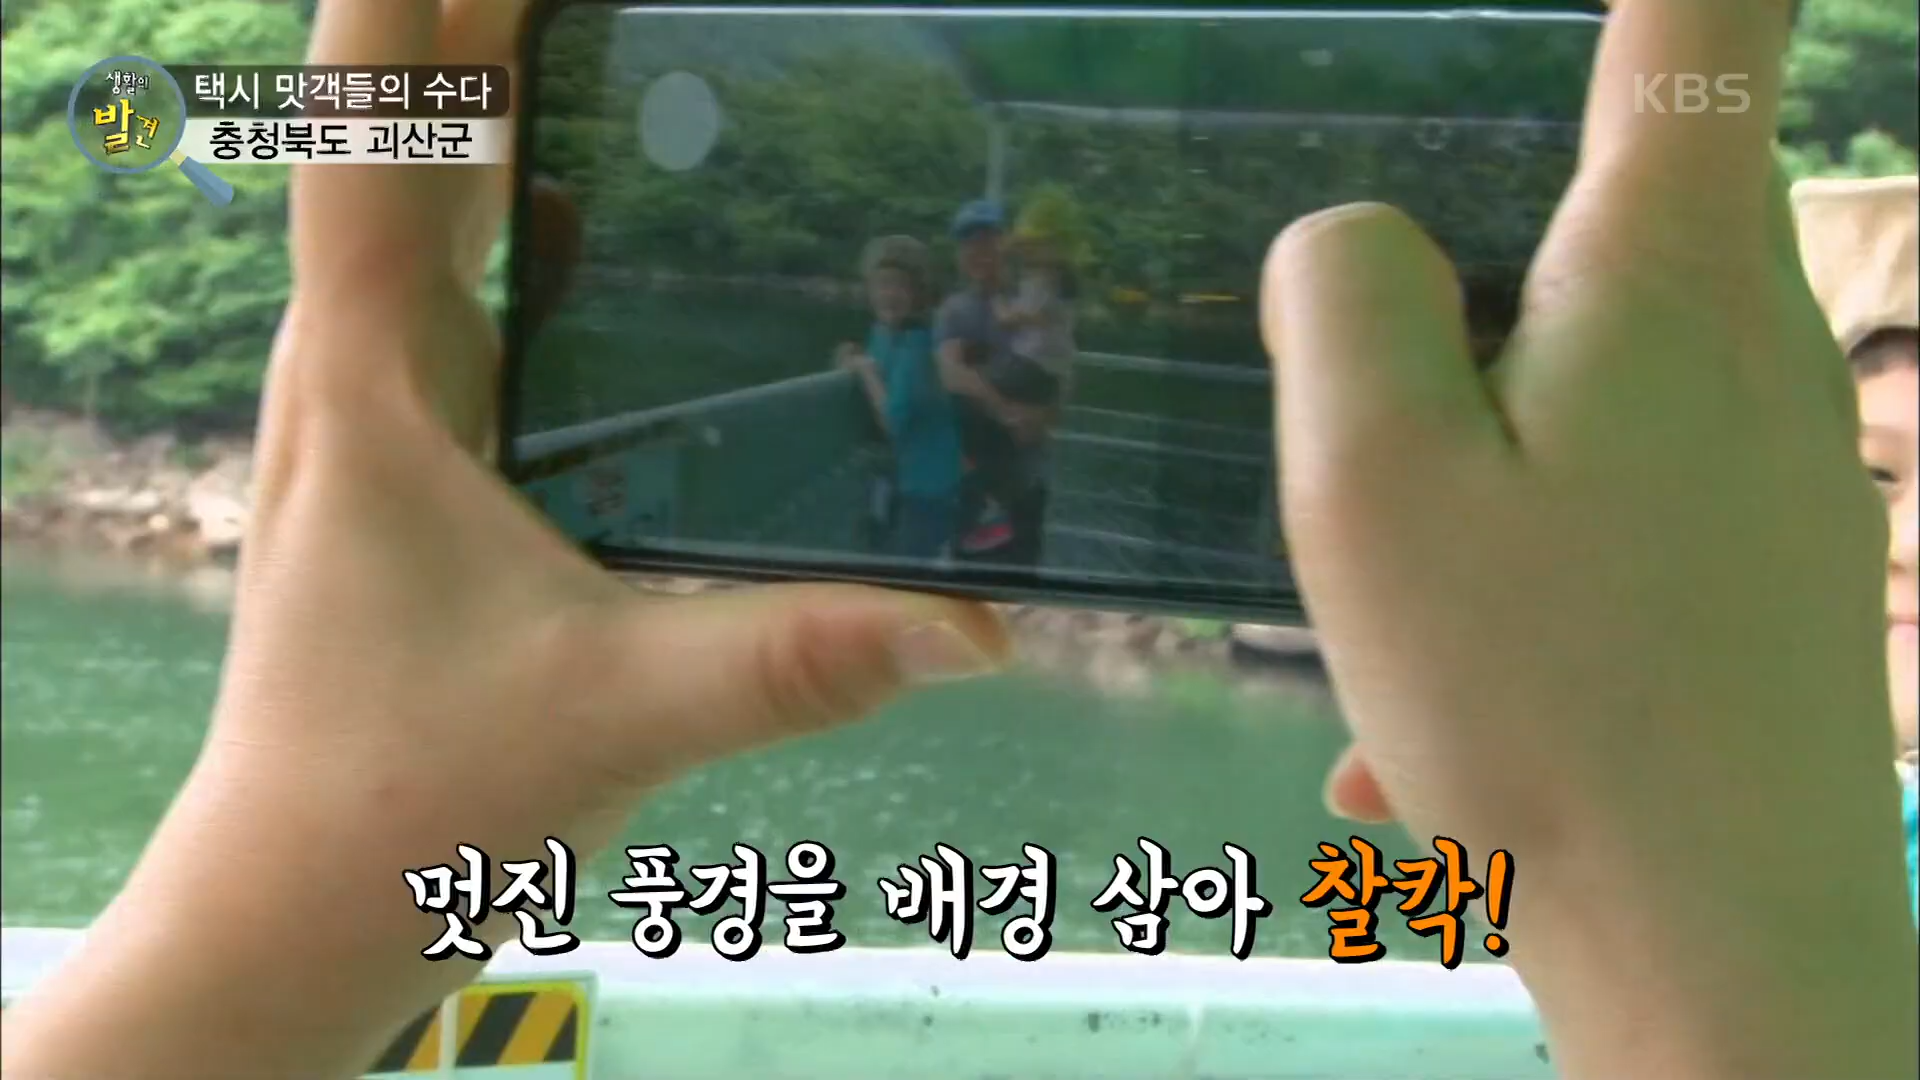 생활의
발견
택시 맛객들의 수다
충청북도 괴산군
KBS
멋진 풍경을 배경 삼아 찰칵!